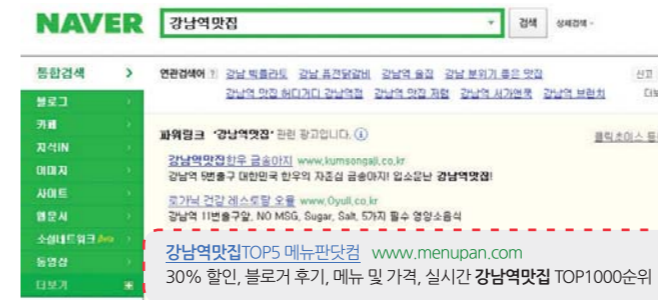 NAVER
강남역맛집
검색
상세검색
통합검색
연관검색어
강남 빅플라토 강남 퓨전닭갈비 강남역 술집 강남 분위기 좋은 맛집
신고
강남역 맛집 허디거디 강남역점 강남역 맛집 저렴 강남역 서가앤쿡 강남역 브런치
블로그
카페
파워링크 '강남역맛집' 관련 광고입니다.
지식iN
강남역맛집한우 금송아지 www.kumsongaji.co.kr
이미지
강남역 5번출구 대한민국 한우의 자존심 금송아지! 입소문난 강남역맛집!
사이트
로가닉 건강 레스토랑 오율 www.0yull.co.kr
웹문서
강남역 11번출구앞, NO MSG, Sugar, Salt, 5가지 필수 영양소음식
소셜네트워크 Beta
강남역맛집TOP5 메뉴판닷컴 www.menupan.com
동영상
30% 할인, 블로거 후기, 메뉴 및 가격, 실시간 강남역맛집 TOP1000순위
더보기